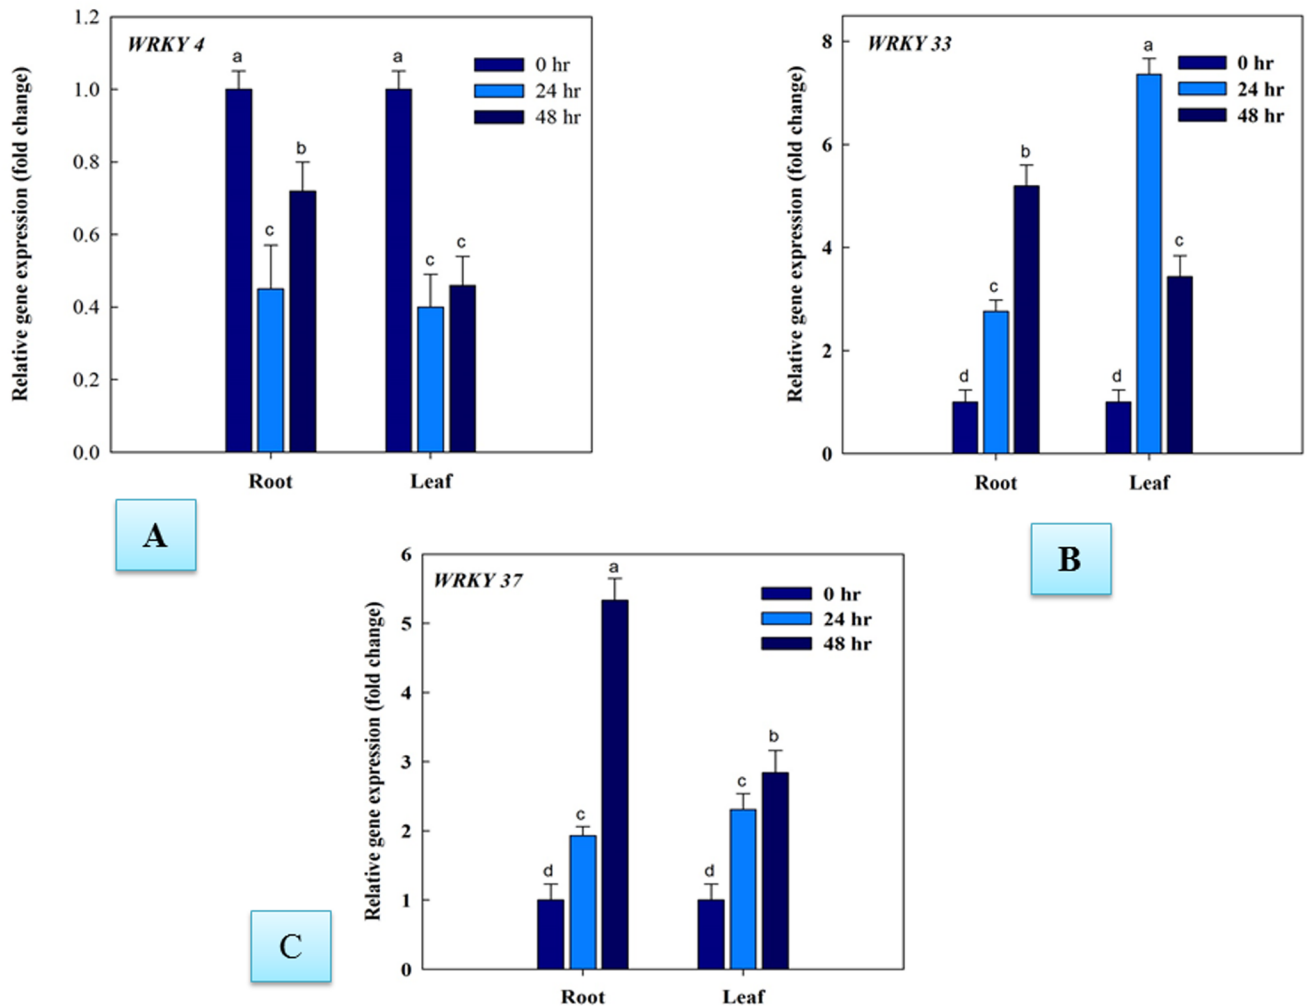 WRKY 4
Relative gene expression (fold change)
1.2
1.0
0.8
0.6
0.4
0.2
0.0
0 hr
24 hr
48 hr
a
c
b
a
c
c
Root
Leaf
A
WRKY 33
Relative gene expression (fold change)
8
6
4
2
0
0 hr
24 hr
48 hr
d
c
b
d
a
c
Root
Leaf
B
WRKY 37
Relative gene expression (fold change)
6
5
4
3
2
1
0
0 hr
24 hr
48 hr
d
c
a
d
c
b
Root
Leaf
C